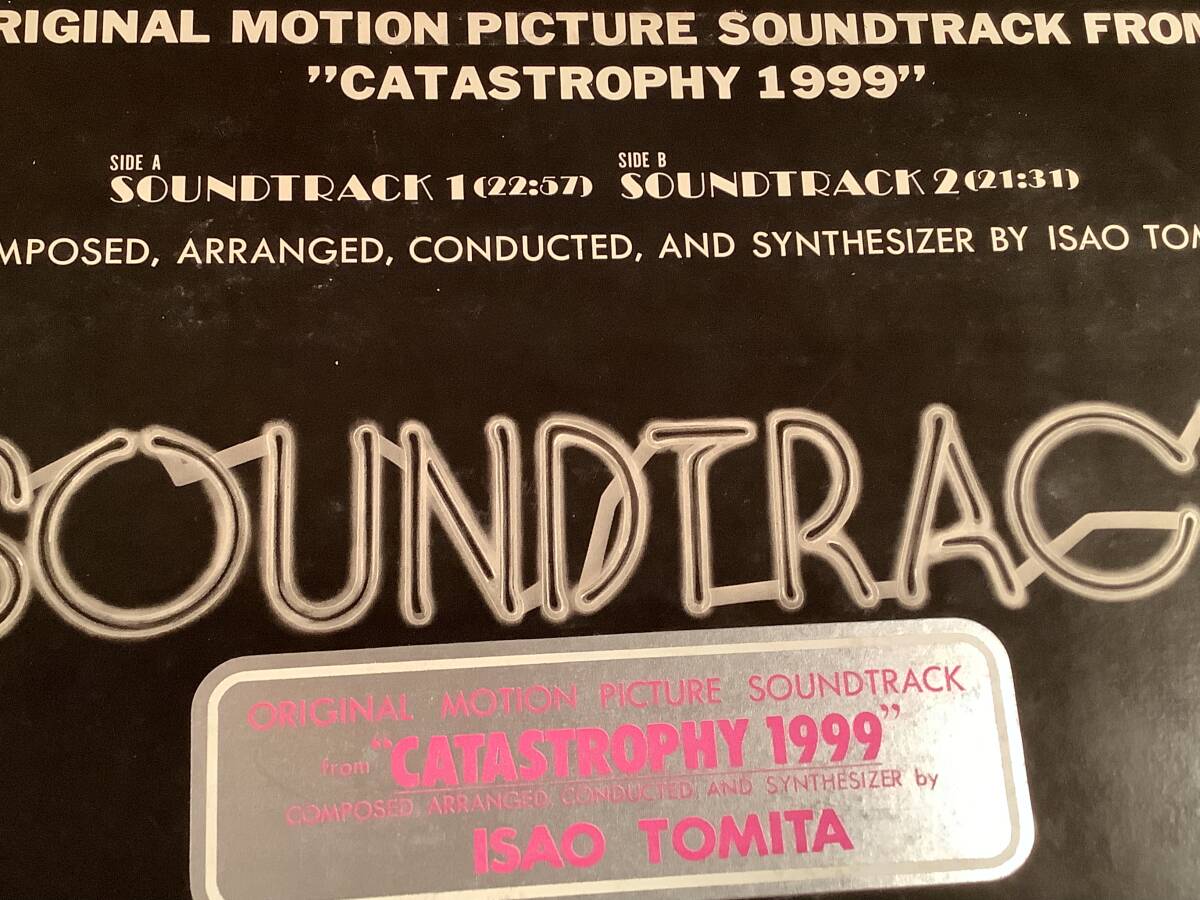 RIGINAL MOTION PICTURE SOUNDTRACK FROM
"CATASTROPHY 1999"
SIDE A
SOUNDTRACK 1 (22:57)
SIDE B
SOUNDTRACK 2 (21:31)
MPOSED, ARRANGED, CONDUCTED, AND SYNTHESIZER BY ISAO TOM
SOUNDTRAC
ORIGINAL MOTION PICTURE SOUNDTRACK
from "CATASTROPHY 1999"
COMPOSED, ARRANGED, CONDUCTED, AND SYNTHESIZER by
ISAO TOMITA